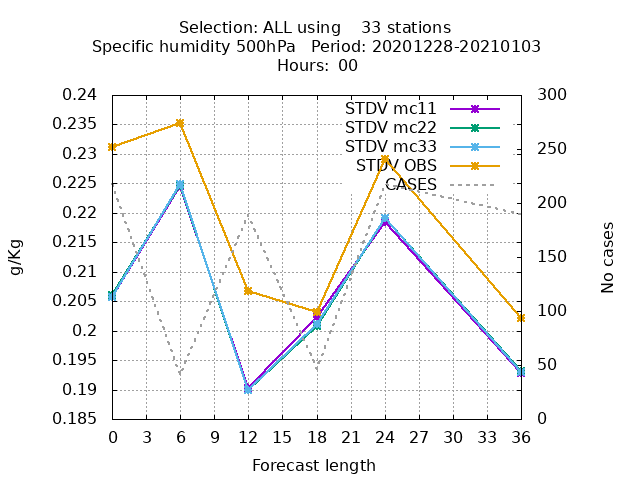 Selection: ALL using    33 stations
Specific humidity 500hPa   Period: 20201228-20210103
Hours: 00
0.24
0.235
0.23
0.225
0.22
0.215
0.21
0.205
0.2
0.195
0.19
0.185
g/Kg
STDV mc11
STDV mc22
STDV mc33
STDV OBS
CASES
300
250
200
150
100
50
0
No cases
0 3 6 9 12 15 18 21 24 27 30 33 36
Forecast length